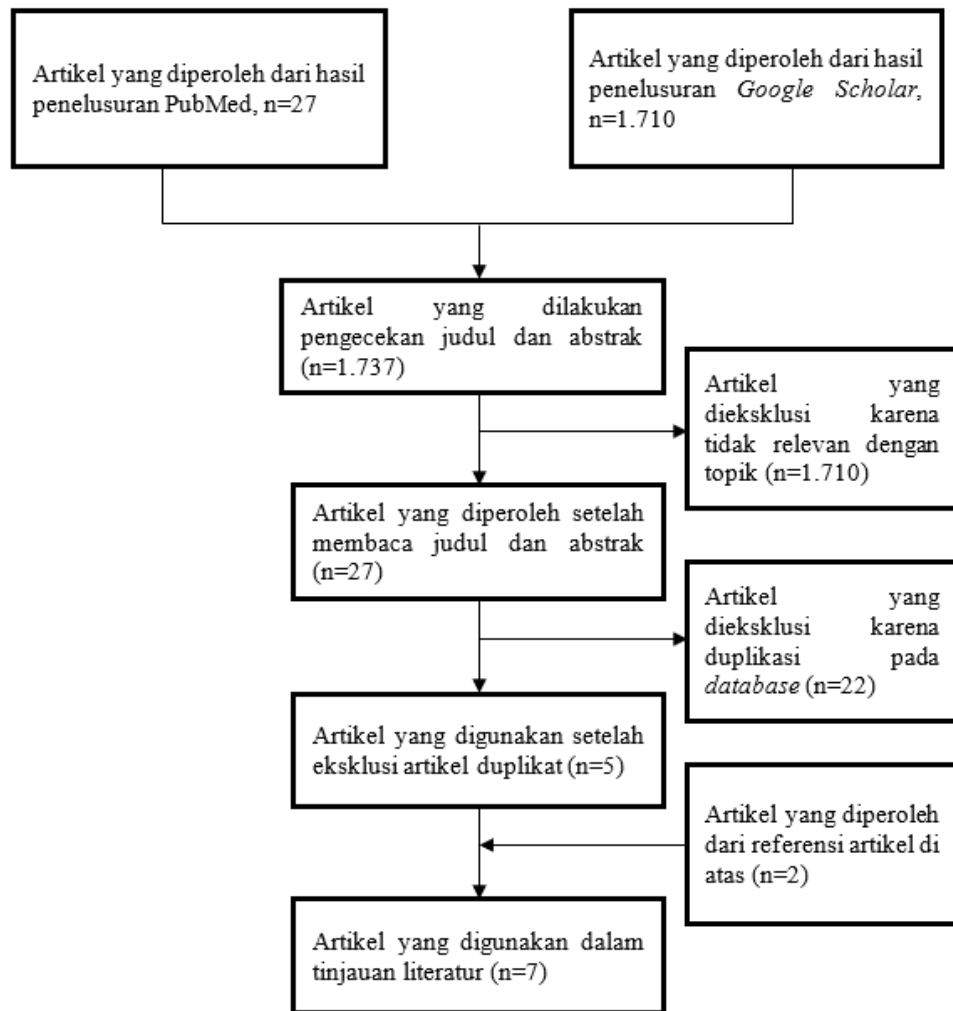 Artikel yang diperoleh dari hasil
penelusuran PubMed, n=27
Artikel yang diperoleh dari hasil
penelusuran Google Scholar,
n=1.710
Artikel yang dilakukan
pengecekan judul dan abstrak
(n=1.737)
Artikel yang
dieksklusi karena
tidak relevan dengan
topik (n=1.710)
Artikel yang diperoleh setelah
membaca judul dan abstrak
(n=27)
Artikel yang
dieksklusi karena
duplikasi pada
database (n=22)
Artikel yang digunakan setelah
eksklusi artikel duplikat (n=5)
Artikel yang diperoleh
dari referensi artikel di
atas (n=2)
Artikel yang digunakan dalam
tinjauan literatur (n=7)